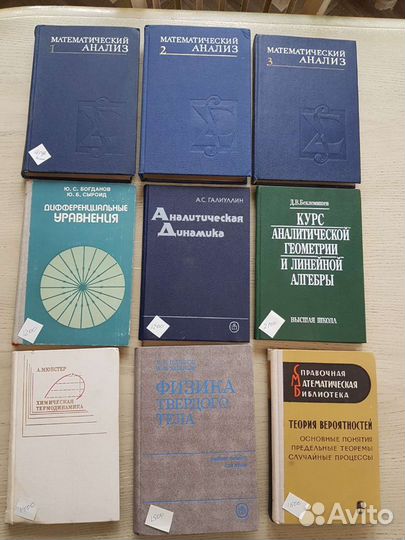 МАТЕМАТИЧЕСКИЙ
1 АНАЛИЗ
МАТЕМАТИЧЕСКИЙ
2 АНАЛИЗ
МАТЕМАТИЧЕСКИЙ
3 АНАЛИЗ
Ю. С. БОГДАНОВ
Ю. Б. СЫРОИД
ДИФФЕРЕНЦИАЛЬНЫЕ
УРАВНЕНИЯ
А.С. ГАЛИУЛЛИН
Аналитическая
Динамика
Д.В.Беклемишев
КУРС
АНАЛИТИЧЕСКОЙ
ГЕОМЕТРИИ
И ЛИНЕЙНОЙ
АЛГЕБРЫ
ВЫСШАЯ ШКОЛА
А. МЮНСТЕР
ХИМИЧЕСКАЯ
ТЕРМОДИНАМИКА
ФИЗИКА
ТВЕРДОГО
ТЕЛА
1500
СПРАВОЧНАЯ
МАТЕМАТИЧЕСКАЯ
БИБЛИОТЕКА
ТЕОРИЯ ВЕРОЯТНОСТЕЙ
ОСНОВНЫЕ ПОНЯТИЯ
ПРЕДЕЛЬНЫЕ ТЕОРЕМЫ
СЛУЧАЙНЫЕ ПРОЦЕССЫ
Avito